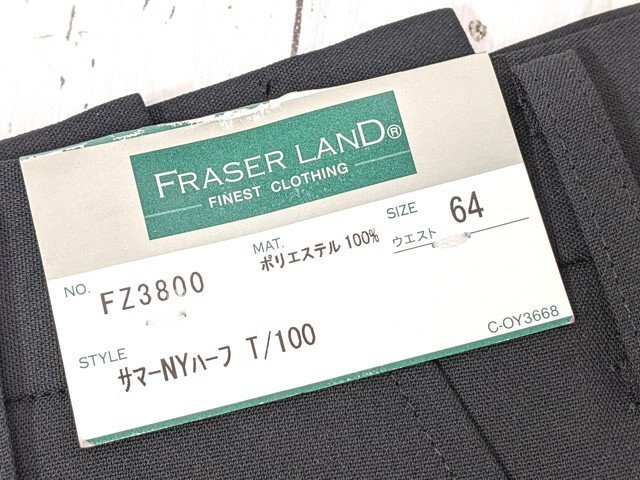 FRASER LAND®
FINEST CLOTHING
NO. FZ3800
MAT. ポリエステル 100%
SIZE 64
ウエスト
STYLE サマーNYハーフ T/100
C-OY3668